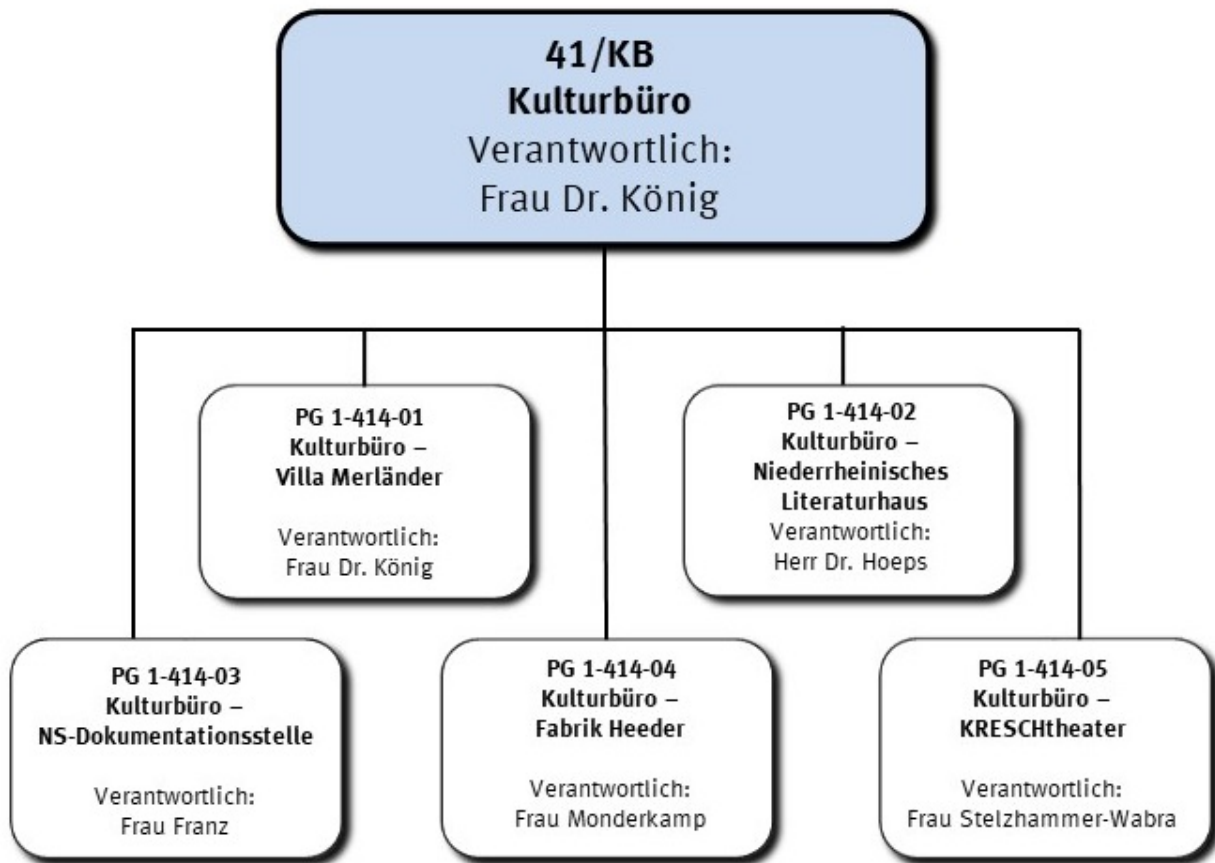 41/KB
Kulturbüro
Verantwortlich:
Frau Dr. König
PG 1-414-01
Kulturbüro –
Villa Merländer
Verantwortlich:
Frau Dr. König
PG 1-414-02
Kulturbüro –
Niederrheinisches
Literaturhaus
Verantwortlich:
Herr Dr. Hoeps
PG 1-414-03
Kulturbüro –
NS-Dokumentationsstelle
Verantwortlich:
Frau Franz
PG 1-414-04
Kulturbüro –
Fabrik Heeder
Verantwortlich:
Frau Monderkamp
PG 1-414-05
Kulturbüro –
KRESCHtheater
Verantwortlich:
Frau Stelzhammer-Wabra